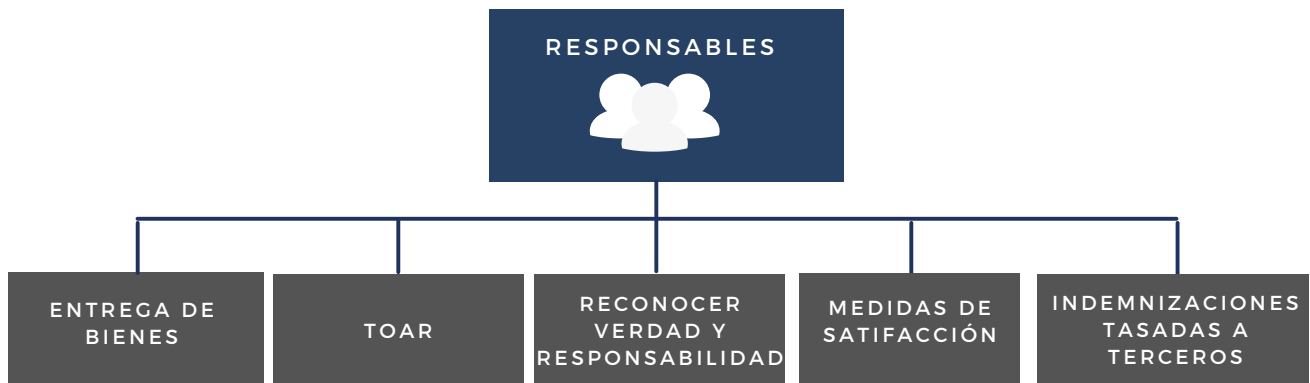 RESPONSABLES
ENTREGA DE
BIENES
TOAR
RECONOCER
VERDAD Y
RESPONSABILIDAD
MEDIDAS DE
SATIFACCIÓN
INDEMNIZACIONES
TASADAS A
TERCEROS